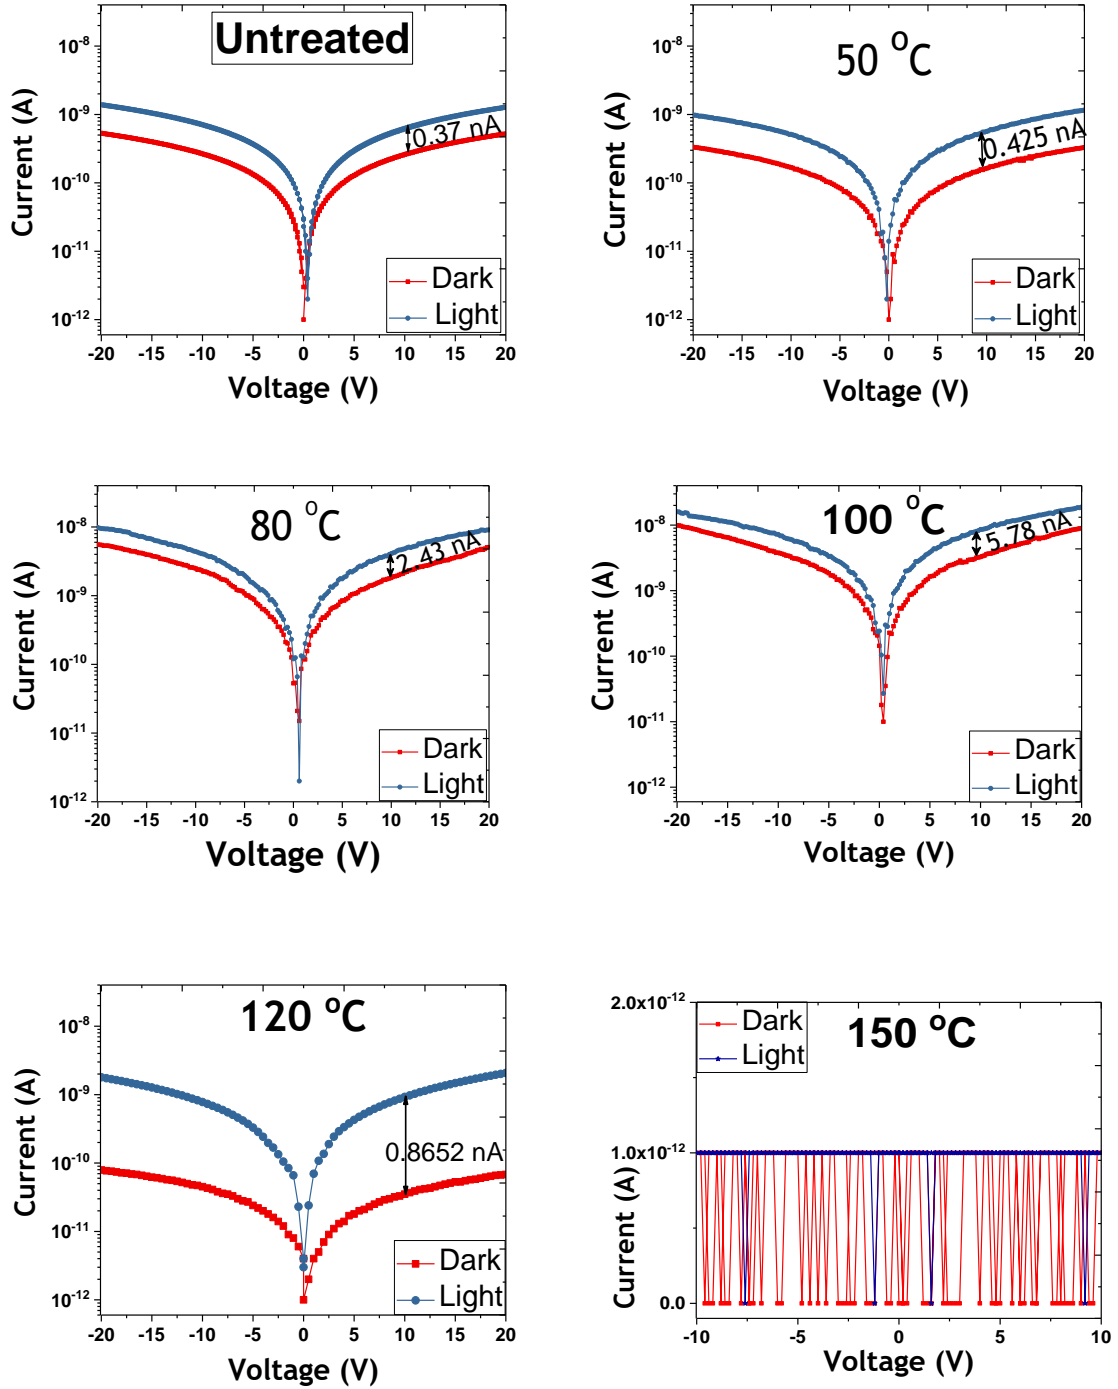 Untreated
10⁻⁸
10⁻⁹
10⁻¹⁰
10⁻¹¹
10⁻¹²
Current (A)
0.37 nA
Dark
Light
-20 -15 -10 -5 0 5 10 15 20
Voltage (V)
50 °C
10⁻⁸
10⁻⁹
10⁻¹⁰
10⁻¹¹
10⁻¹²
Current (A)
0.425 nA
Dark
Light
-20 -15 -10 -5 0 5 10 15 20
Voltage (V)
80 °C
10⁻⁸
10⁻⁹
10⁻¹⁰
10⁻¹¹
10⁻¹²
Current (A)
2.43 nA
Dark
Light
-20 -15 -10 -5 0 5 10 15 20
Voltage (V)
100 °C
10⁻⁸
10⁻⁹
10⁻¹⁰
10⁻¹¹
10⁻¹²
Current (A)
5.78 nA
Dark
Light
-20 -15 -10 -5 0 5 10 15 20
Voltage (V)
120 °C
10⁻⁸
10⁻⁹
10⁻¹⁰
10⁻¹¹
10⁻¹²
Current (A)
0.8652 nA
Dark
Light
-20 -15 -10 -5 0 5 10 15 20
Voltage (V)
150 °C
2.0x10⁻¹²
1.0x10⁻¹²
0.0
Current (A)
Dark
Light
-10 -5 0 5 10
Voltage (V)